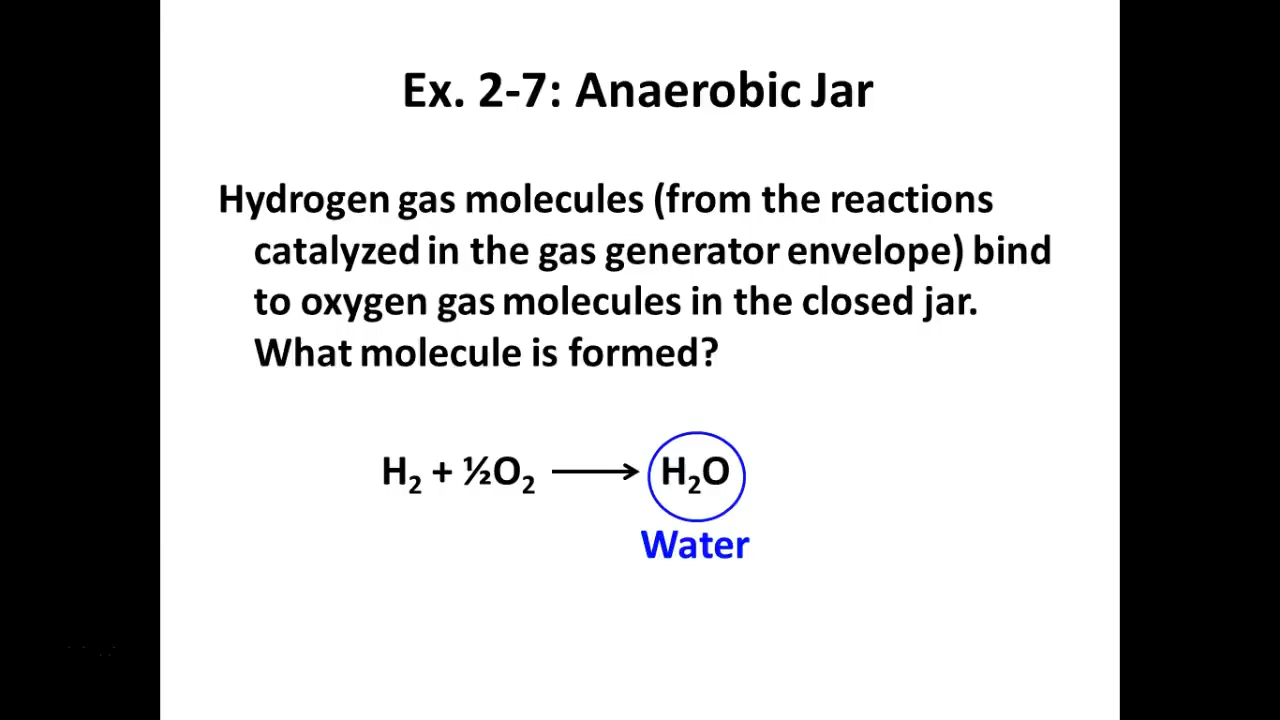 Ex. 2-7: Anaerobic Jar
Hydrogen gas molecules (from the reactions
catalyzed in the gas generator envelope) bind
to oxygen gas molecules in the closed jar.
What molecule is formed?
H₂ + ½O₂ ⟶ H₂O
Water